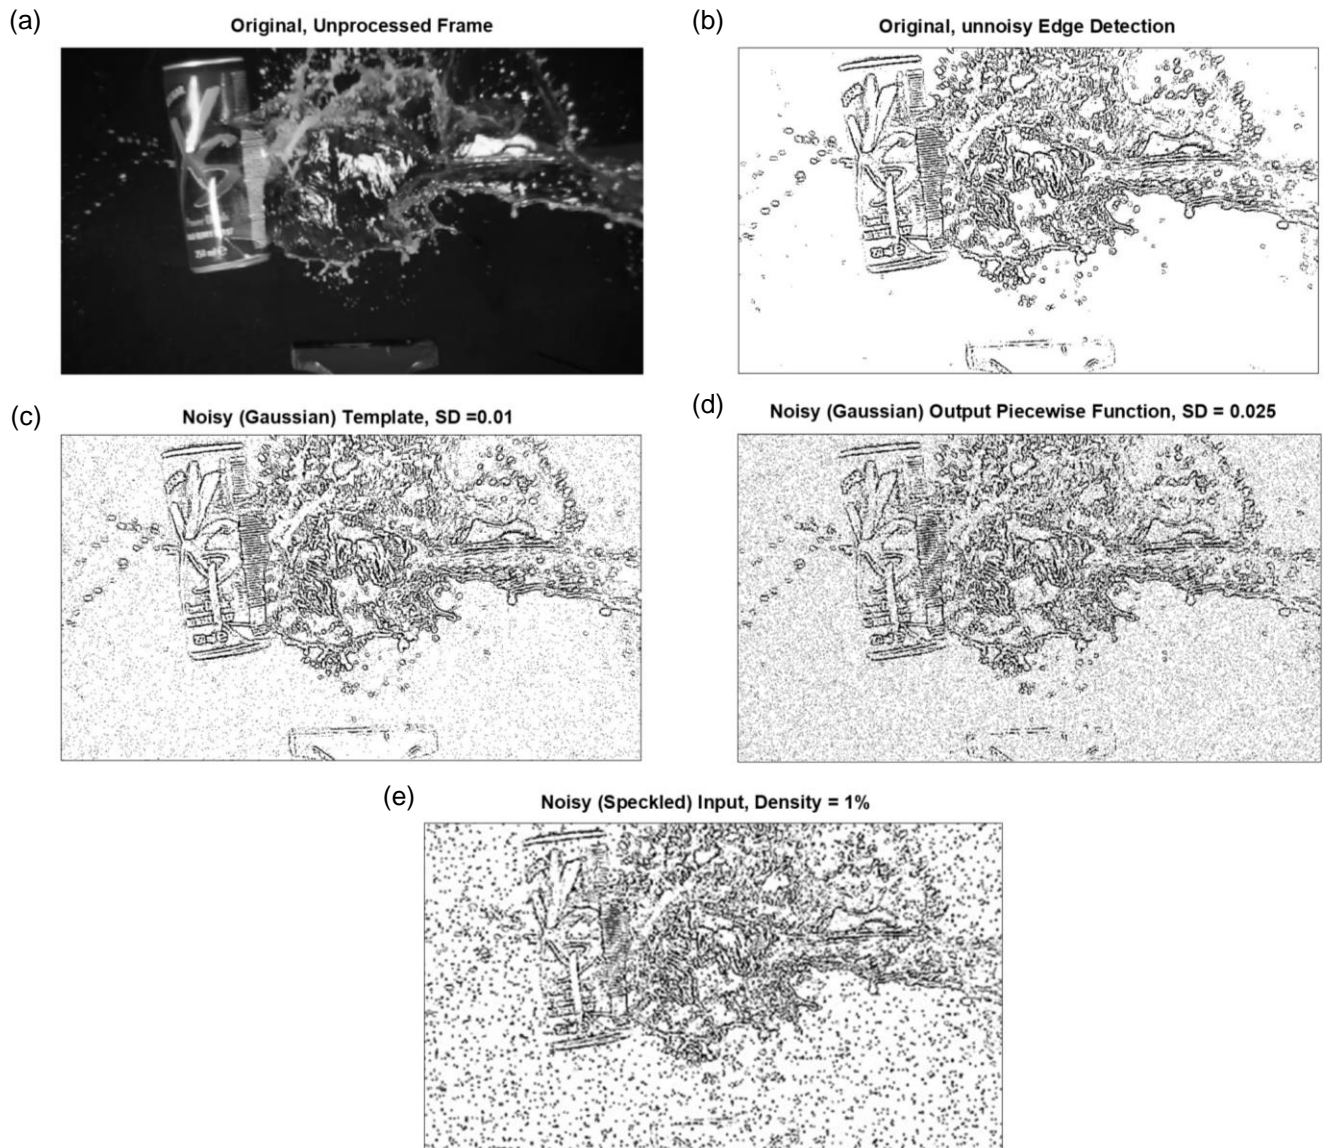 (a)
Original, Unprocessed Frame
(b)
Original, unnoisy Edge Detection
(c)
Noisy (Gaussian) Template, SD =0.01
(d)
Noisy (Gaussian) Output Piecewise Function, SD = 0.025
(e)
Noisy (Speckled) Input, Density = 1%